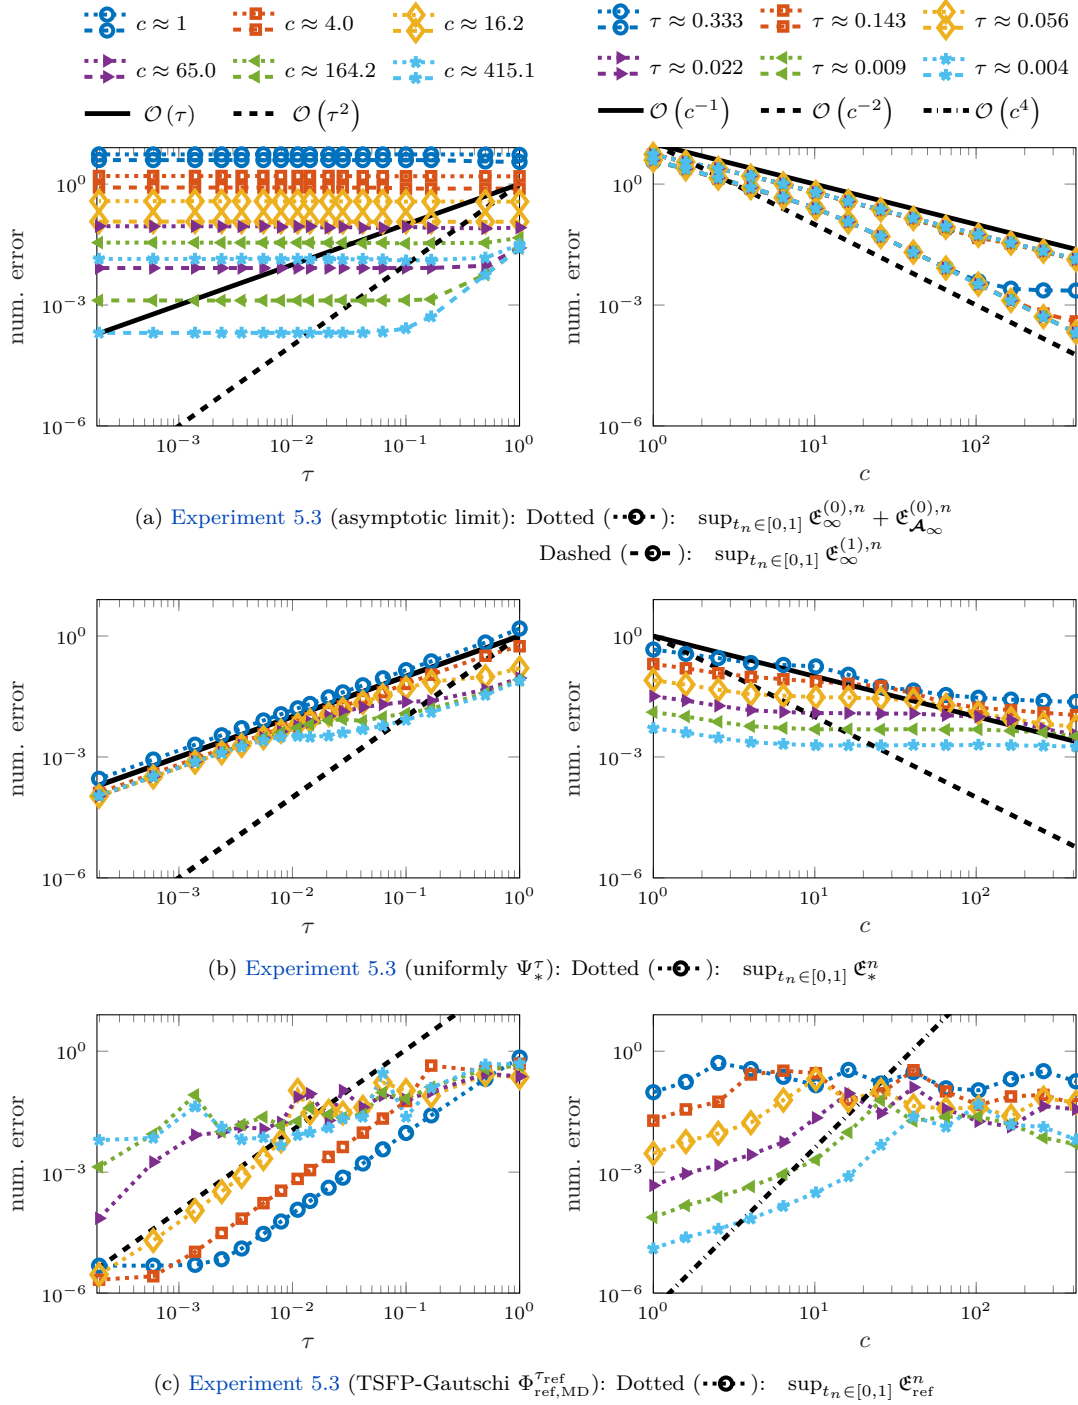 c ≈ 1 c ≈ 4.0 c ≈ 16.2
c ≈ 65.0 c ≈ 164.2 c ≈ 415.1
𝒪(τ) 𝒪(τ²)
τ ≈ 0.333 τ ≈ 0.143 τ ≈ 0.056
τ ≈ 0.022 τ ≈ 0.009 τ ≈ 0.004
𝒪(c⁻¹) 𝒪(c⁻²) 𝒪(c⁴)
num. error
10⁰
10⁻³
10⁻⁶
10⁻³ 10⁻² 10⁻¹ 10⁰
τ
num. error
10⁰
10⁻³
10⁻⁶
10⁰ 10¹ 10²
c
(a) Experiment 5.3 (asymptotic limit): Dotted ( ): sup_{tₙ∈[0,1]} 𝕰_∞^{(0),n} + 𝕰_{𝓐_∞}^{(0),n}
Dashed ( ): sup_{tₙ∈[0,1]} 𝕰_∞^{(1),n}
num. error
10⁰
10⁻³
10⁻⁶
10⁻³ 10⁻² 10⁻¹ 10⁰
τ
num. error
10⁰
10⁻³
10⁻⁶
10⁰ 10¹ 10²
c
(b) Experiment 5.3 (uniformly Ψ_*^τ): Dotted ( ): sup_{tₙ∈[0,1]} 𝕰_*^n
num. error
10⁰
10⁻³
10⁻⁶
10⁻³ 10⁻² 10⁻¹ 10⁰
τ
num. error
10⁰
10⁻³
10⁻⁶
10⁰ 10¹ 10²
c
(c) Experiment 5.3 (TSFP-Gautschi Φ_{ref,MD}^{τ_ref}): Dotted ( ): sup_{tₙ∈[0,1]} 𝕰_ref^n